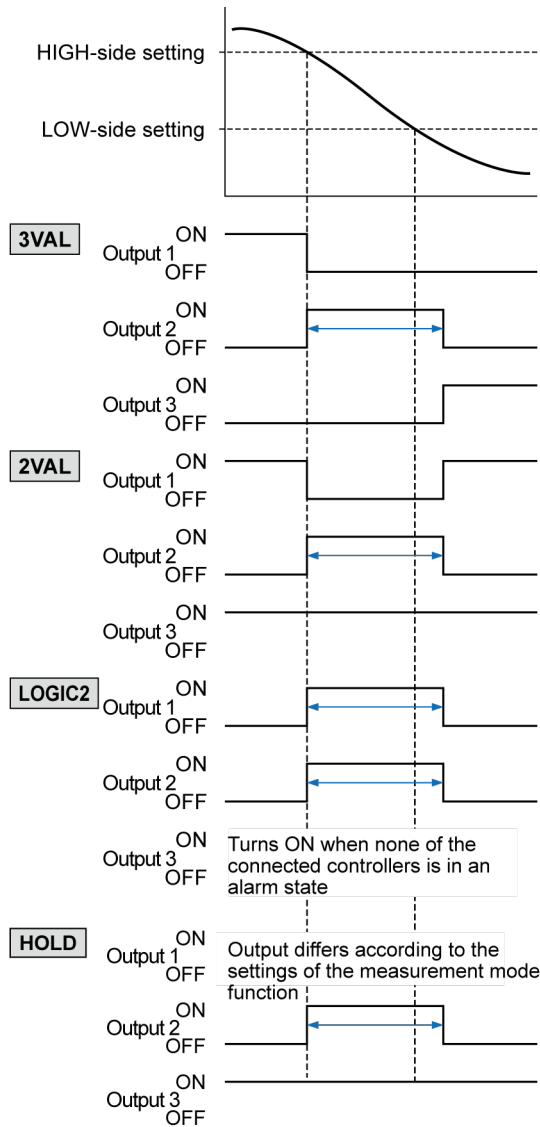 HIGH-side setting
LOW-side setting
3VAL
ON
Output 1
OFF
ON
Output 2
OFF
ON
Output 3
OFF
2VAL
ON
Output 1
OFF
ON
Output 2
OFF
ON
Output 3
OFF
LOGIC2
ON
Output 1
OFF
ON
Output 2
OFF
ON
Output 3
OFF
Turns ON when none of the
connected controllers is in an
alarm state
HOLD
ON
Output 1
OFF
Output differs according to the
settings of the measurement mode
function
ON
Output 2
OFF
ON
Output 3
OFF